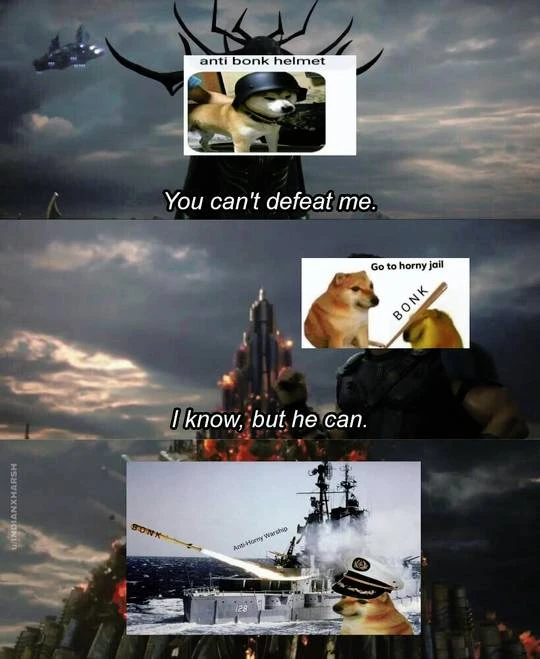 anti bonk helmet
You can't defeat me.
Go to horny jail
BONK
I know, but he can.
u/INDIANXHARSH
BONK
Anti-Horny Warship
128